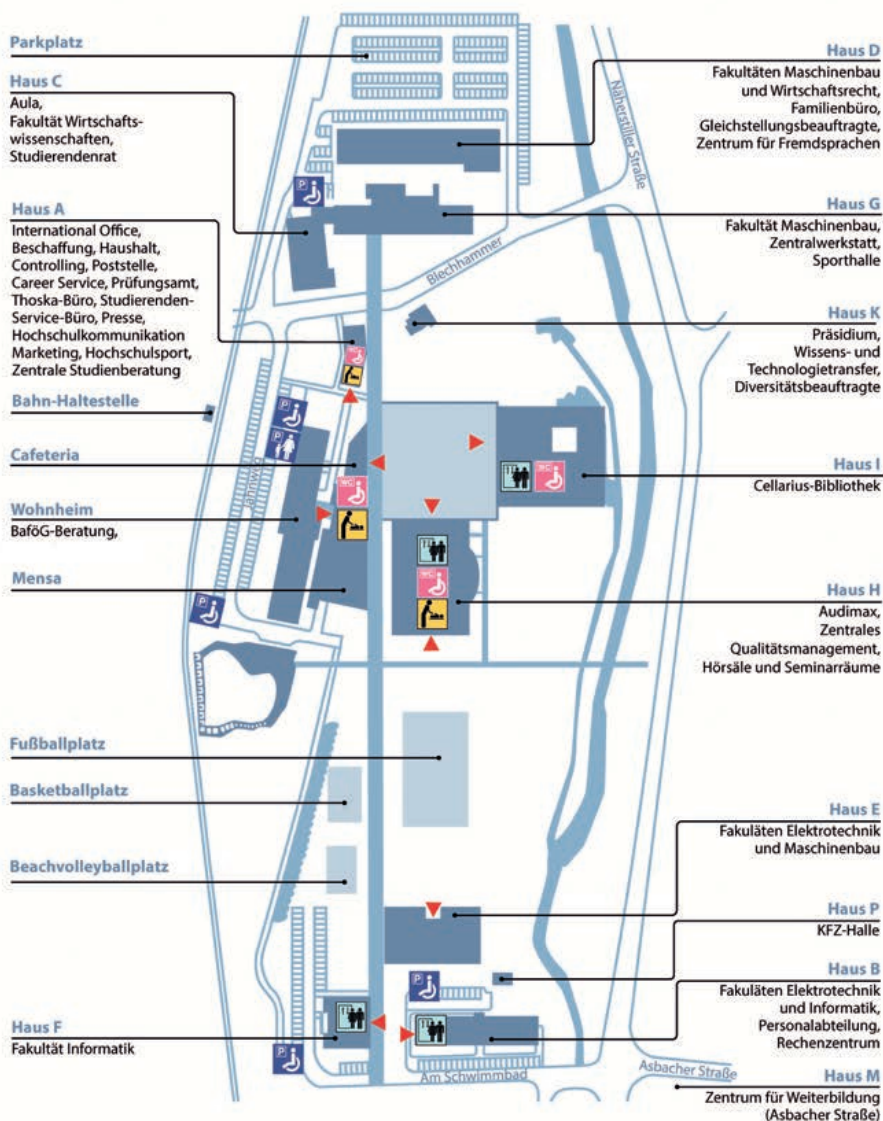 Parkplatz
Haus C
Aula,
Fakultät Wirtschafts-
wissenschaften,
Studierendenrat
Haus A
International Office,
Beschaffung, Haushalt,
Controlling, Poststelle,
Career Service, Prüfungsamt,
Thoska-Büro, Studierenden-
Service-Büro, Presse,
Hochschulkommunikation
Marketing, Hochschulsport,
Zentrale Studienberatung
Bahn-Haltestelle
Cafeteria
Wohnheim
BaföG-Beratung,
Mensa
Fußballplatz
Basketballplatz
Beachvolleyballplatz
Haus F
Fakultät Informatik
P
Blechhammer
Näherstiller Straße
WC
P
P
WC
WC
WC
P
P
P
Am Schwimmbad
Asbacher Straße
Haus D
Fakultäten Maschinenbau
und Wirtschaftsrecht,
Familienbüro,
Gleichstellungsbeauftragte,
Zentrum für Fremdsprachen
Haus G
Fakultät Maschinenbau,
Zentralwerkstatt,
Sporthalle
Haus K
Präsidium,
Wissens- und
Technologietransfer,
Diversitätsbeauftragte
Haus I
Cellarius-Bibliothek
Haus H
Audimax,
Zentrales
Qualitätsmanagement,
Hörsäle und Seminarräume
Haus E
Fakuläten Elektrotechnik
und Maschinenbau
Haus P
KFZ-Halle
Haus B
Fakuläten Elektrotechnik
und Informatik,
Personalabteilung,
Rechenzentrum
Haus M
Zentrum für Weiterbildung
(Asbacher Straße)